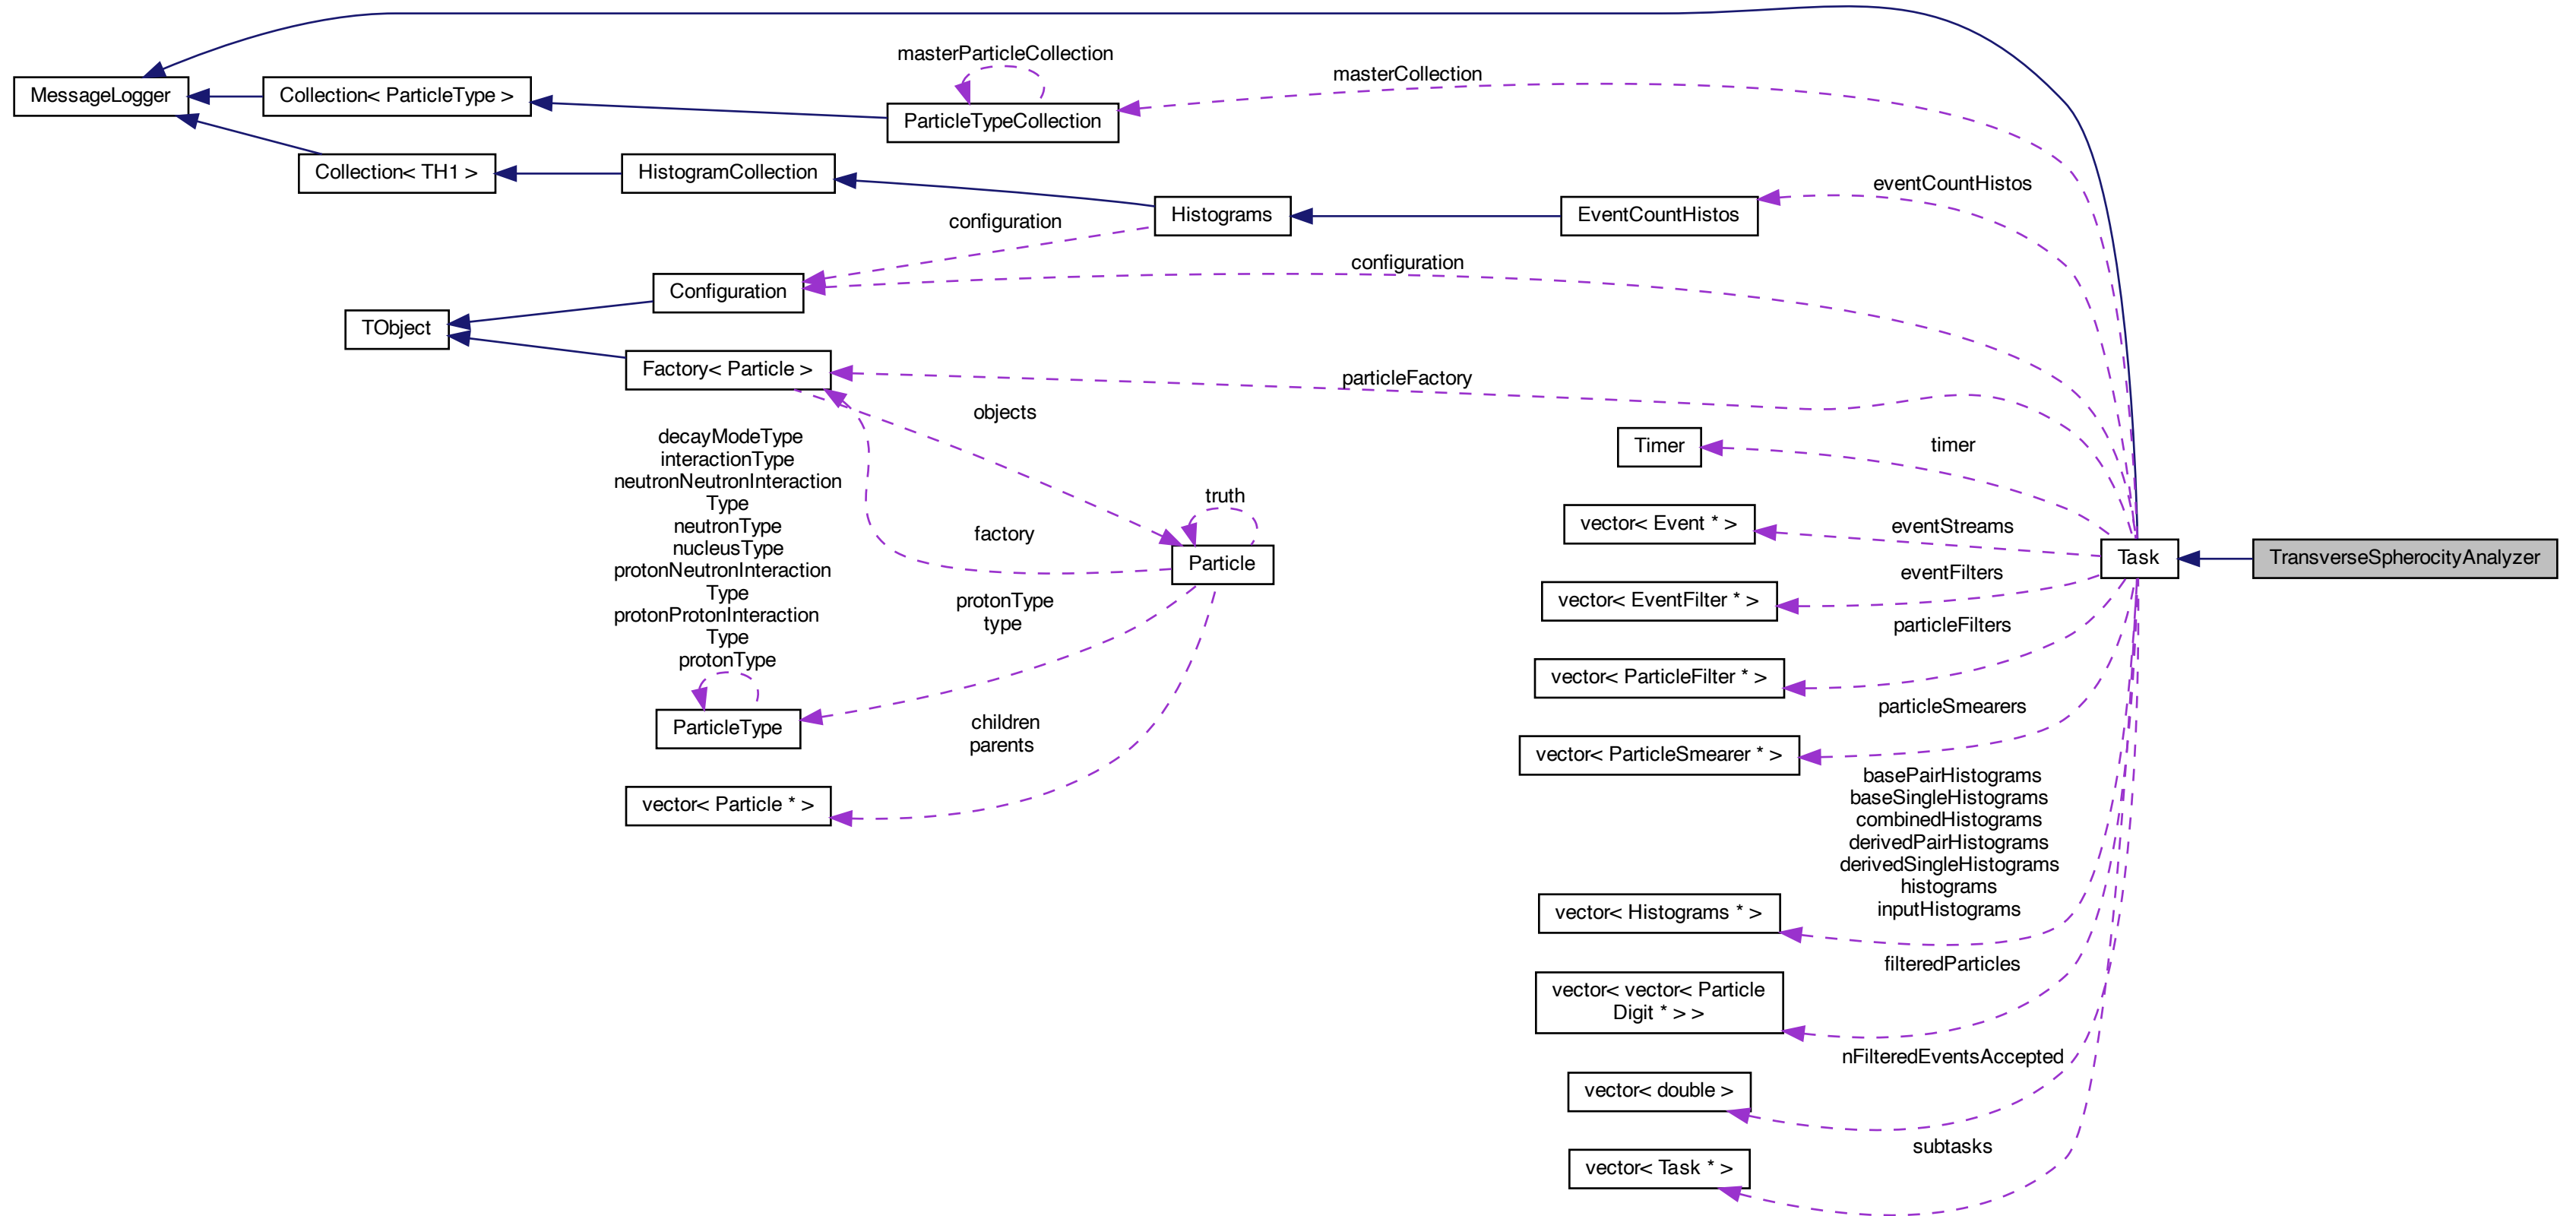 masterParticleCollection
masterCollection
MessageLogger
Collection< ParticleType >
ParticleTypeCollection
Collection< TH1 >
HistogramCollection
eventCountHistos
Histograms
EventCountHistos
configuration
configuration
Configuration
TObject
Factory< Particle >
particleFactory
objects
decayModeType
interactionType
neutronNeutronInteraction
Type
neutronType
nucleusType
protonNeutronInteraction
Type
protonProtonInteraction
Type
protonType
Timer
timer
truth
vector< Event * >
eventStreams
factory
Particle
Task
TransverseSpherocityAnalyzer
eventFilters
vector< EventFilter * >
protonType
type
particleFilters
vector< ParticleFilter * >
particleSmearers
ParticleType
children
parents
vector< ParticleSmearer * >
vector< Particle * >
basePairHistograms
baseSingleHistograms
combinedHistograms
derivedPairHistograms
derivedSingleHistograms
histograms
inputHistograms
vector< Histograms * >
filteredParticles
vector< vector< Particle
Digit * > >
nFilteredEventsAccepted
vector< double >
subtasks
vector< Task * >